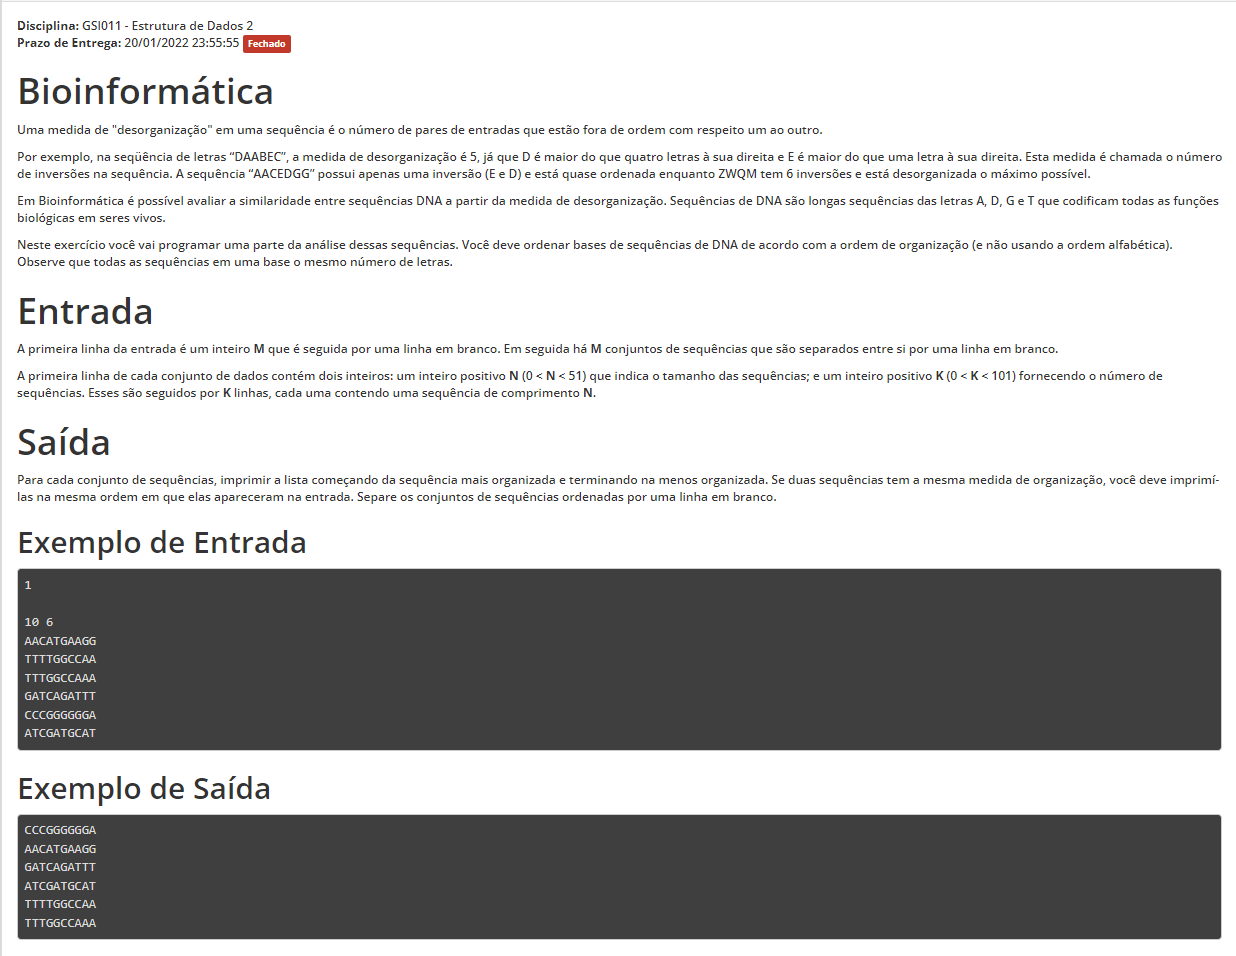 Disciplina: GSI011 - Estrutura de Dados 2
Prazo de Entrega: 20/01/2022 23:55:55 Fechado
Bioinformática
Uma medida de "desorganização" em uma sequência é o número de pares de entradas que estão fora de ordem com respeito um ao outro.
Por exemplo, na seqüência de letras “DAABEC”, a medida de desorganização é 5, já que D é maior do que quatro letras à sua direita e E é maior do que uma letra à sua direita. Esta medida é chamada o número
de inversões na sequência. A sequência “AACEDGG” possui apenas uma inversão (E e D) e está quase ordenada enquanto ZWQM tem 6 inversões e está desorganizada o máximo possível.
Em Bioinformática é possível avaliar a similaridade entre sequências DNA a partir da medida de desorganização. Sequências de DNA são longas sequências das letras A, D, G e T que codificam todas as funções
biológicas em seres vivos.
Neste exercício você vai programar uma parte da análise dessas sequências. Você deve ordenar bases de sequências de DNA de acordo com a ordem de organização (e não usando a ordem alfabética).
Observe que todas as sequências em uma base o mesmo número de letras.
Entrada
A primeira linha da entrada é um inteiro M que é seguida por uma linha em branco. Em seguida há M conjuntos de sequências que são separados entre si por uma linha em branco.
A primeira linha de cada conjunto de dados contém dois inteiros: um inteiro positivo N (0 < N < 51) que indica o tamanho das sequências; e um inteiro positivo K (0 < K < 101) fornecendo o número de
sequências. Esses são seguidos por K linhas, cada uma contendo uma sequência de comprimento N.
Saída
Para cada conjunto de sequências, imprimir a lista começando da sequência mais organizada e terminando na menos organizada. Se duas sequências tem a mesma medida de organização, você deve imprimí-
las na mesma ordem em que elas apareceram na entrada. Separe os conjuntos de sequências ordenadas por uma linha em branco.
Exemplo de Entrada
1
10 6
AACATGAAGG
TTTTGGCCAA
TTTGGCCAAA
GATCAGATTT
CCCGGGGGGA
ATCGATGCAT
Exemplo de Saída
CCCGGGGGGA
AACATGAAGG
GATCAGATTT
ATCGATGCAT
TTTTGGCCAA
TTTGGCCAAA